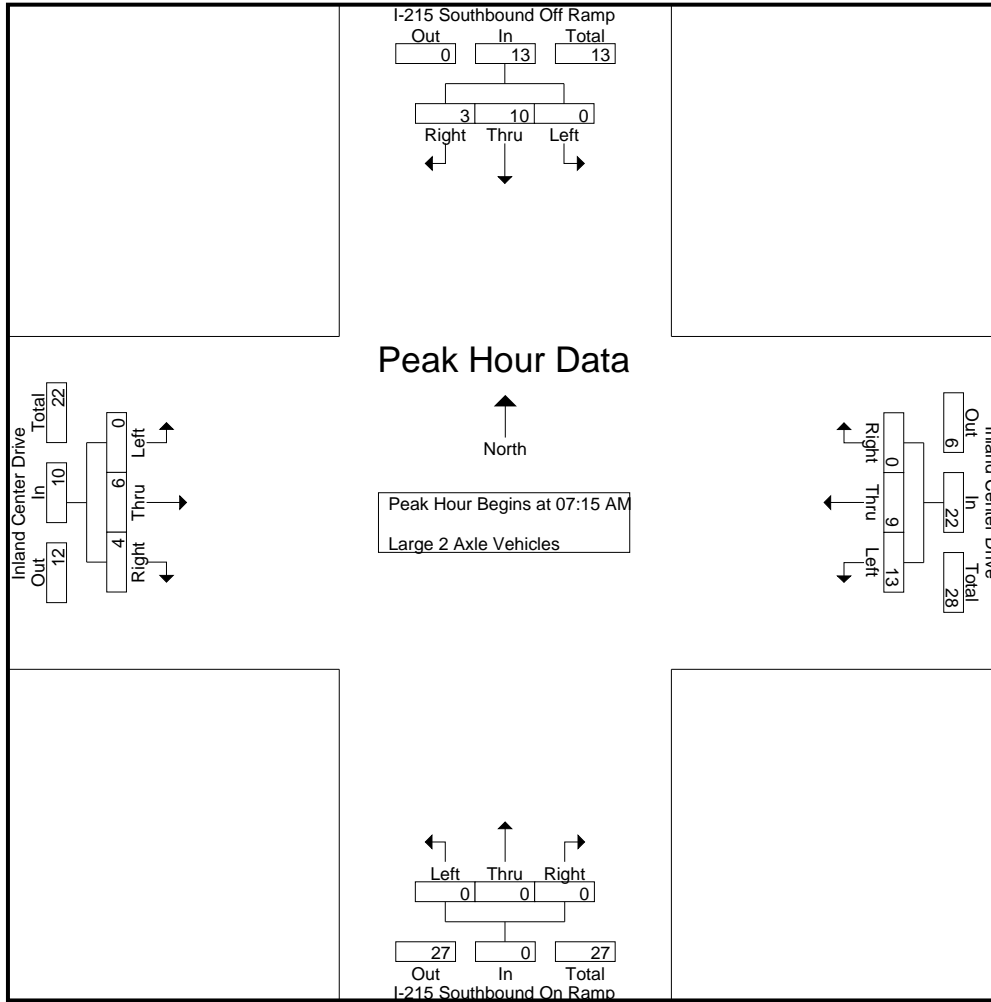 I-215 Southbound Off Ramp
Out In Total
0 13 13
3 10 0
Right Thru Left
Peak Hour Data
North
Peak Hour Begins at 07:15 AM
Large 2 Axle Vehicles
Inland Center Drive
Out In Total
12 10 22
Left Thru Right
0 6 4
Inland Center Drive
Out In Total
6 22 28
Right Thru Left
0 9 13
Left Thru Right
0 0 0
27 0 27
Out In Total
I-215 Southbound On Ramp